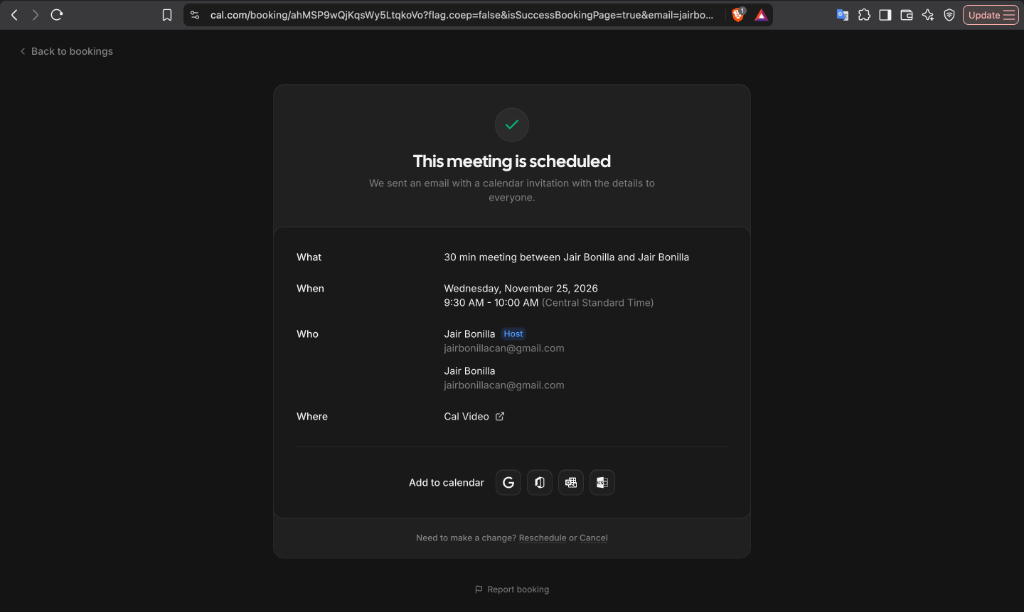 cal.com/booking/ahMSP9wQjKqsWy5LtqkoVo?flag.coep=false&isSuccessBookingPage=true&email=jairbo...
1
Update
Back to bookings
This meeting is scheduled
We sent an email with a calendar invitation with the details to
everyone.
What
30 min meeting between Jair Bonilla and Jair Bonilla
When
Wednesday, November 25, 2026
9:30 AM - 10:00 AM (Central Standard Time)
Who
Jair Bonilla Host
jairbonillacan@gmail.com
Jair Bonilla
jairbonillacan@gmail.com
Where
Cal Video
Add to calendar
Need to make a change? Reschedule or Cancel
Report booking